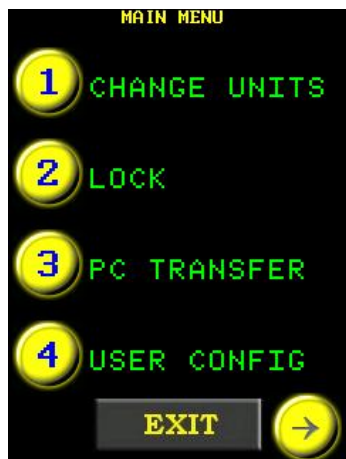 MAIN MENU
1 CHANGE UNITS
2 LOCK
3 PC TRANSFER
4 USER CONFIG
EXIT →